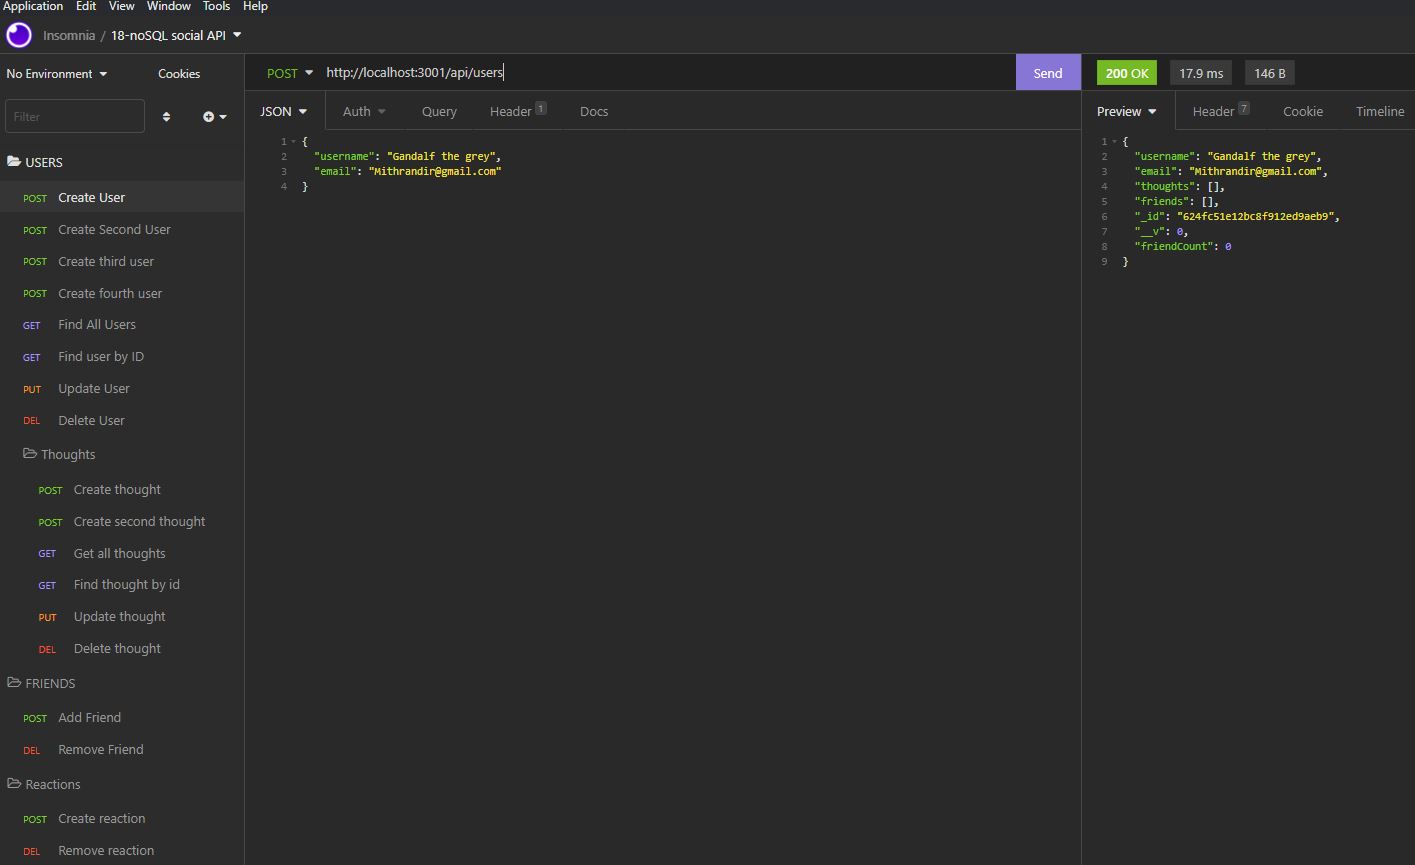 Application Edit View Window Tools Help
Insomnia / 18-noSQL social API
No Environment Cookies
Filter
USERS
POST Create User
POST Create Second User
POST Create third user
POST Create fourth user
GET Find All Users
GET Find user by ID
PUT Update User
DEL Delete User
Thoughts
POST Create thought
POST Create second thought
GET Get all thoughts
GET Find thought by id
PUT Update thought
DEL Delete thought
FRIENDS
POST Add Friend
DEL Remove Friend
Reactions
POST Create reaction
DEL Remove reaction
POST http://localhost:3001/api/users Send
JSON Auth Query Header 1 Docs
1 {
2 "username": "Gandalf the grey",
3 "email": "Mithrandir@gmail.com"
4 }
200 OK 17.9 ms 146 B
Preview Header 7 Cookie Timeline
1 {
2 "username": "Gandalf the grey",
3 "email": "Mithrandir@gmail.com",
4 "thoughts": [],
5 "friends": [],
6 "_id": "624fc51e12bc8f912ed9aeb9",
7 "__v": 0,
8 "friendCount": 0
9 }